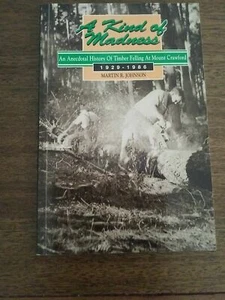 A Kind of
Madness
An Anecdotal History Of Timber Felling At Mount Crawford
1929-1986
MARTIN R. JOHNSON